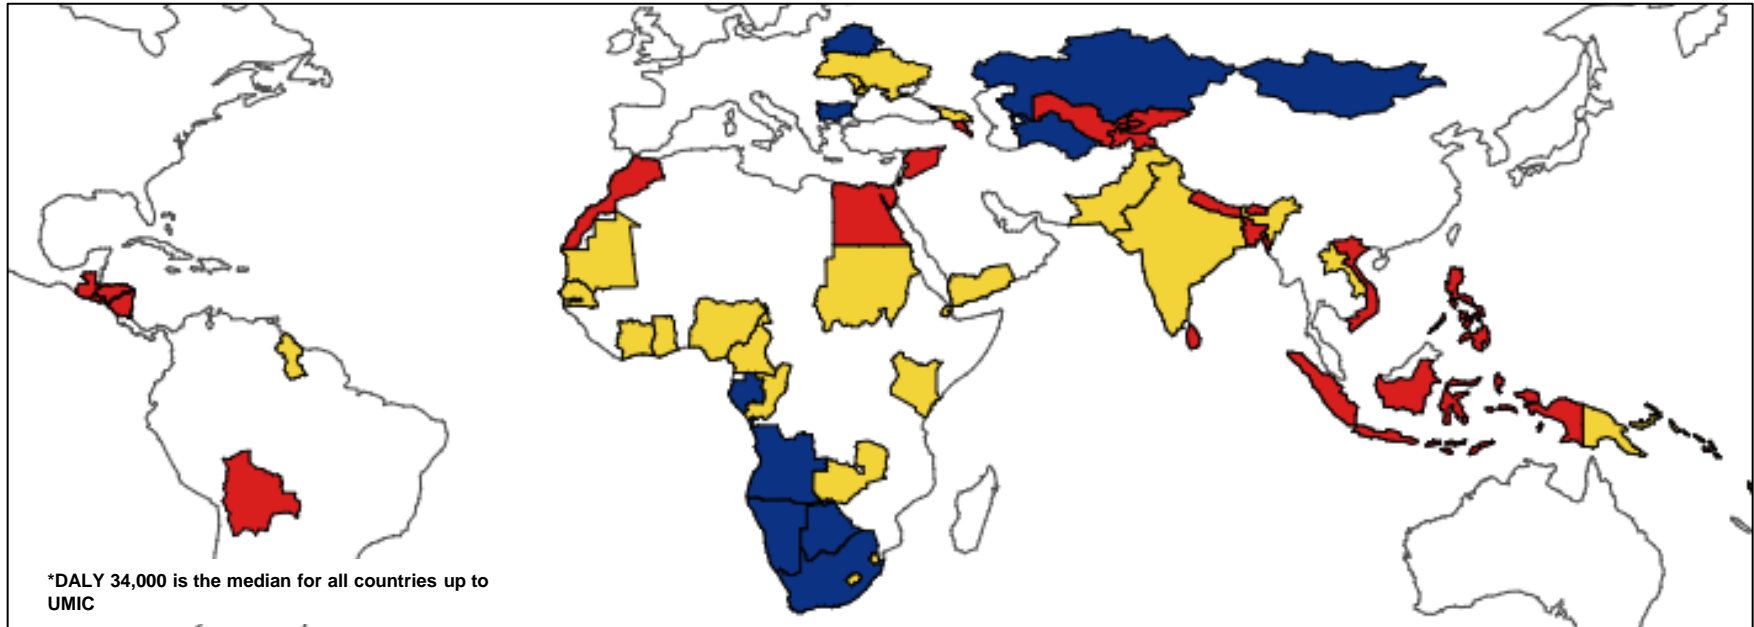 *DALY 34,000 is the median for all countries up to
UMIC